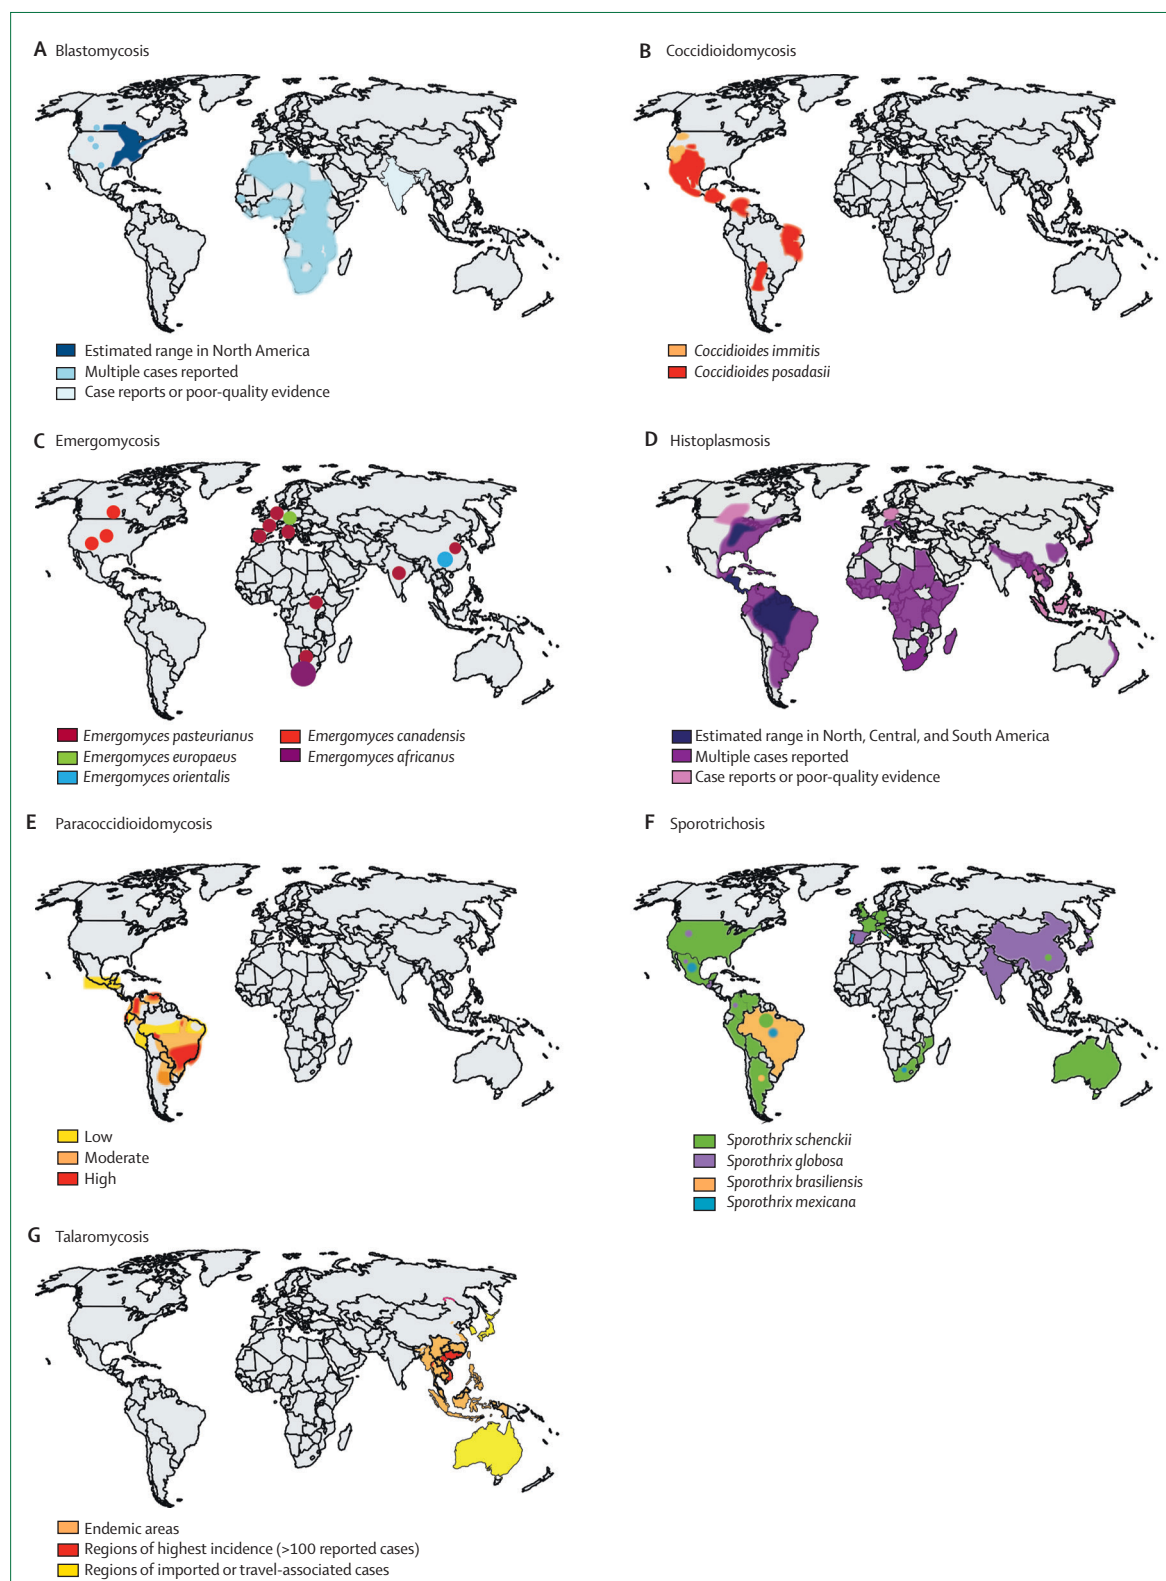 A Blastomycosis
Estimated range in North America
Multiple cases reported
Case reports or poor-quality evidence
B Coccidioidomycosis
Coccidioides immitis
Coccidioides posadasii
C Emergomycosis
Emergomyces pasteurianus
Emergomyces europaeus
Emergomyces orientalis
Emergomyces canadensis
Emergomyces africanus
D Histoplasmosis
Estimated range in North, Central, and South America
Multiple cases reported
Case reports or poor-quality evidence
E Paracoccidioidomycosis
Low
Moderate
High
F Sporotrichosis
Sporothrix schenckii
Sporothrix globosa
Sporothrix brasiliensis
Sporothrix mexicana
G Talaromycosis
Endemic areas
Regions of highest incidence (>100 reported cases)
Regions of imported or travel-associated cases